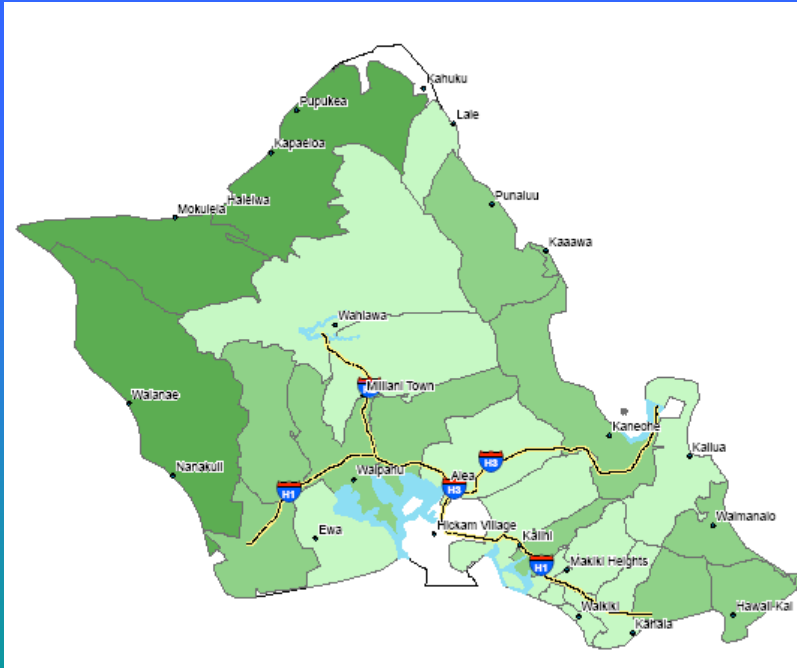 Kahuku
Pupukea
Laie
Kapaeloa
Haleiwa
Punaluu
Mokuleia
Kaaawa
Wahiawa
Mililani Town
Waianae
Kaneohe
Kailua
Nanakuli
Waipahu
Aiea
H3
H1
H3
Waimanalo
Ewa
Hickam Village
Kalihi
Makiki Heights
H1
Waikiki
Hawaii-Kai
Kahala